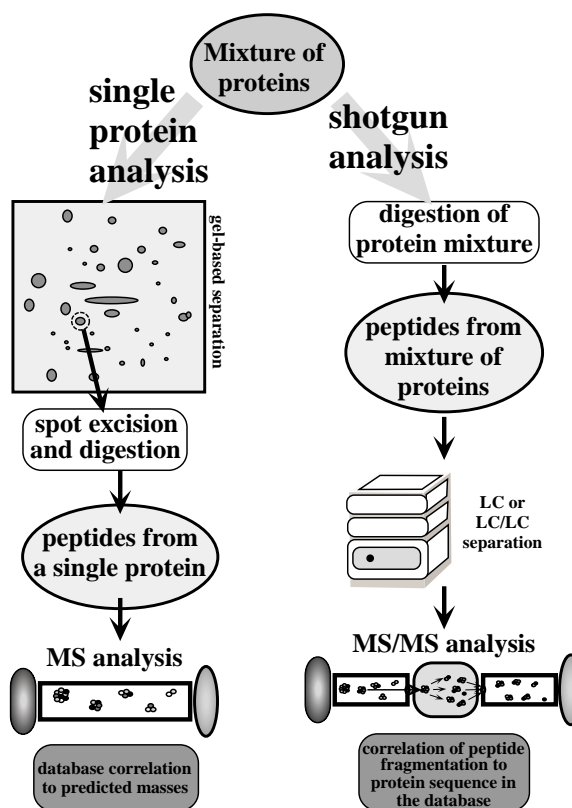 Mixture of
proteins
single
protein
analysis
gel-based separation
spot excision
and digestion
peptides from
a single protein
MS analysis
database correlation
to predicted masses
shotgun
analysis
digestion of
protein mixture
peptides from
mixture of
proteins
LC or
LC/LC
separation
MS/MS analysis
correlation of peptide
fragmentation to
protein sequence in
the database